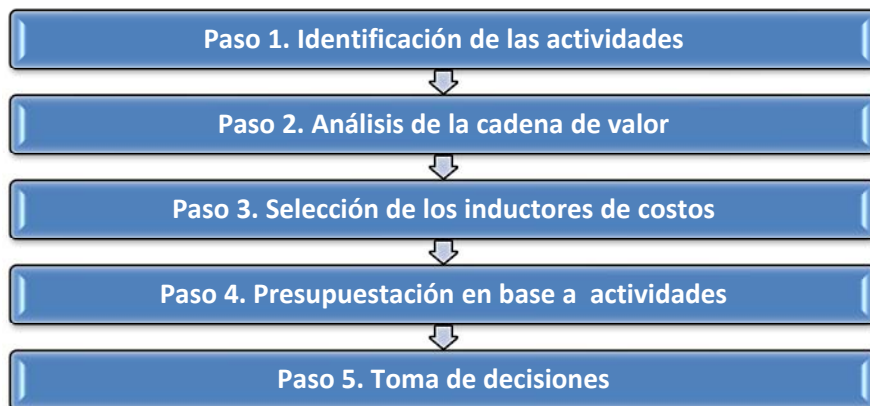 Paso 1. Identificación de las actividades
Paso 2. Análisis de la cadena de valor
Paso 3. Selección de los inductores de costos
Paso 4. Presupuestación en base a  actividades
Paso 5. Toma de decisiones